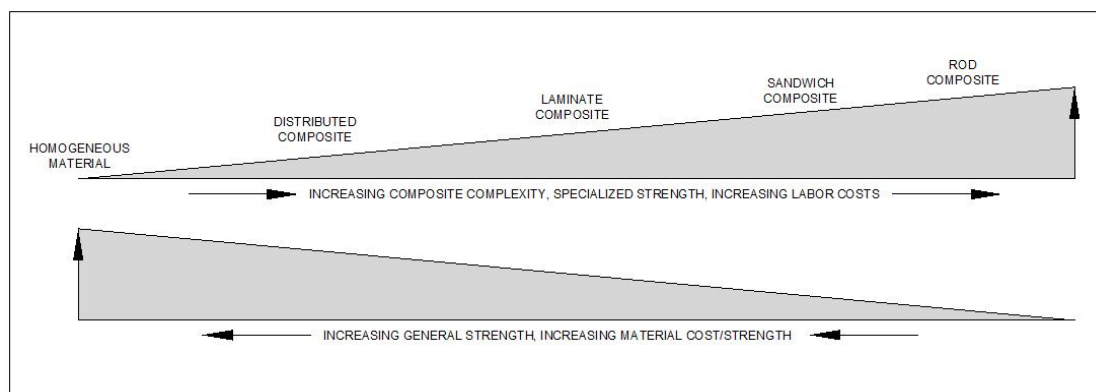 ROD
COMPOSITE
SANDWICH
COMPOSITE
LAMINATE
COMPOSITE
DISTRIBUTED
COMPOSITE
HOMOGENEOUS
MATERIAL
INCREASING COMPOSITE COMPLEXITY, SPECIALIZED STRENGTH, INCREASING LABOR COSTS
INCREASING GENERAL STRENGTH, INCREASING MATERIAL COST/STRENGTH